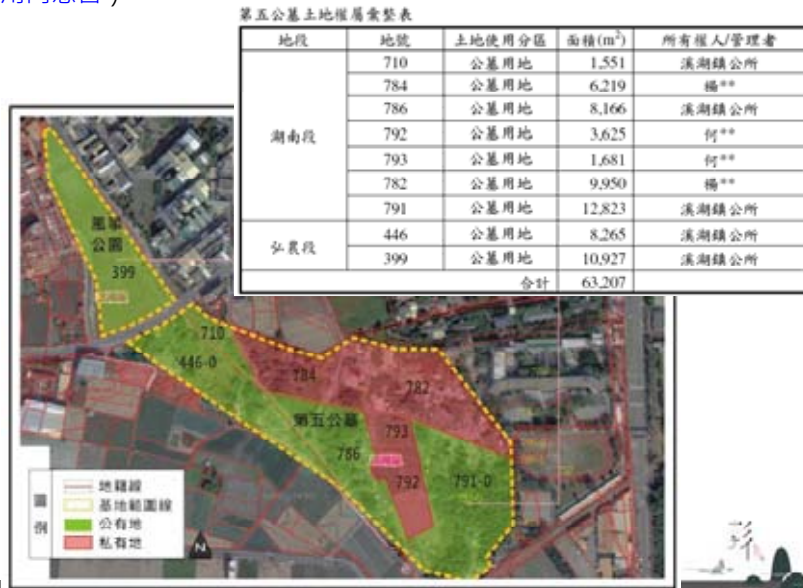 用同意書)
第五公墓土地權屬彙整表
地段 地號 土地使用分區 面積(m²) 所有權人/管理者
湖南段 710 公墓用地 1,551 溪湖鎮公所
784 公墓用地 6,219 楊**
786 公墓用地 8,166 溪湖鎮公所
792 公墓用地 3,625 何**
793 公墓用地 1,681 何**
782 公墓用地 9,950 楊**
791 公墓用地 12,823 溪湖鎮公所
弘農段 446 公墓用地 8,265 溪湖鎮公所
399 公墓用地 10,927 溪湖鎮公所
合計 63,207
公園
399
710
446-0
784
782
第五公墓
793
786
792
791-0
圖例
地籍線
基地範圍線
公有地
私有地
N